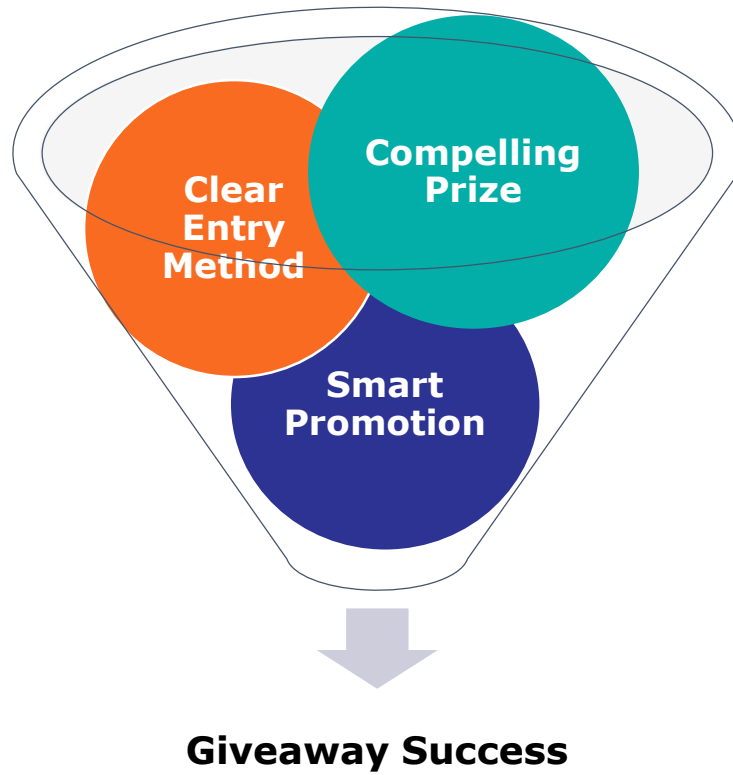 Compelling
Prize
Clear
Entry
Method
Smart
Promotion
Giveaway Success